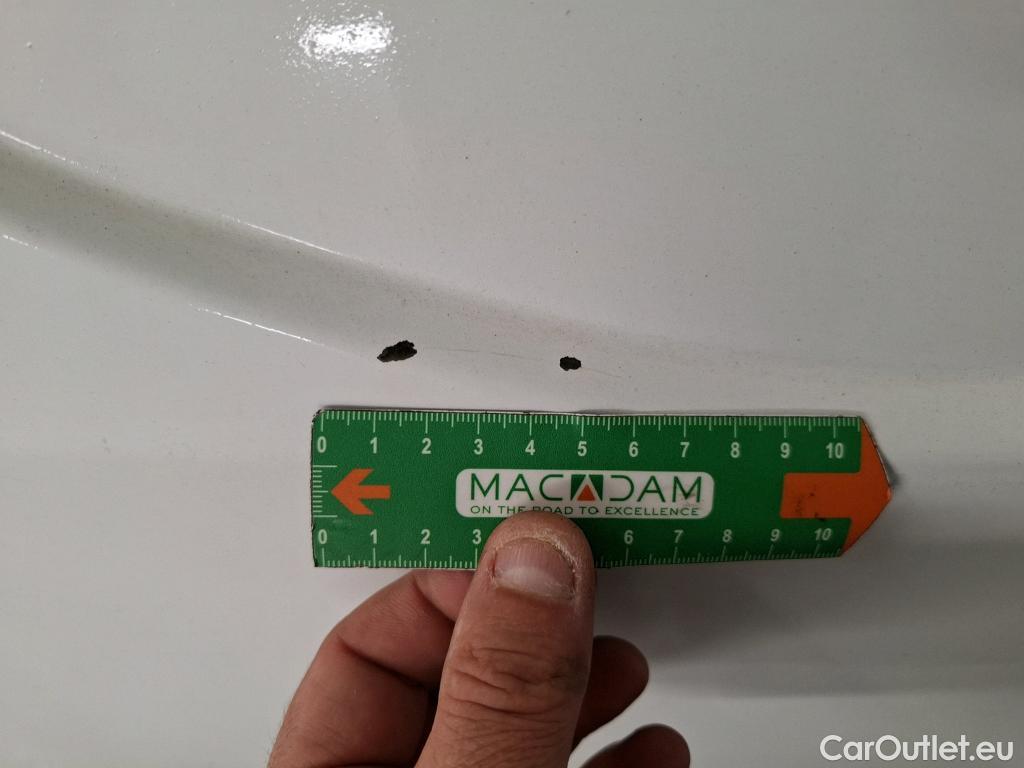 0 1 2 3 4 5 6 7 8 9 10
MACADAM
ON THE ROAD TO EXCELLENCE
0 1 2 3 6 7 8 9 10
CarOutlet.eu